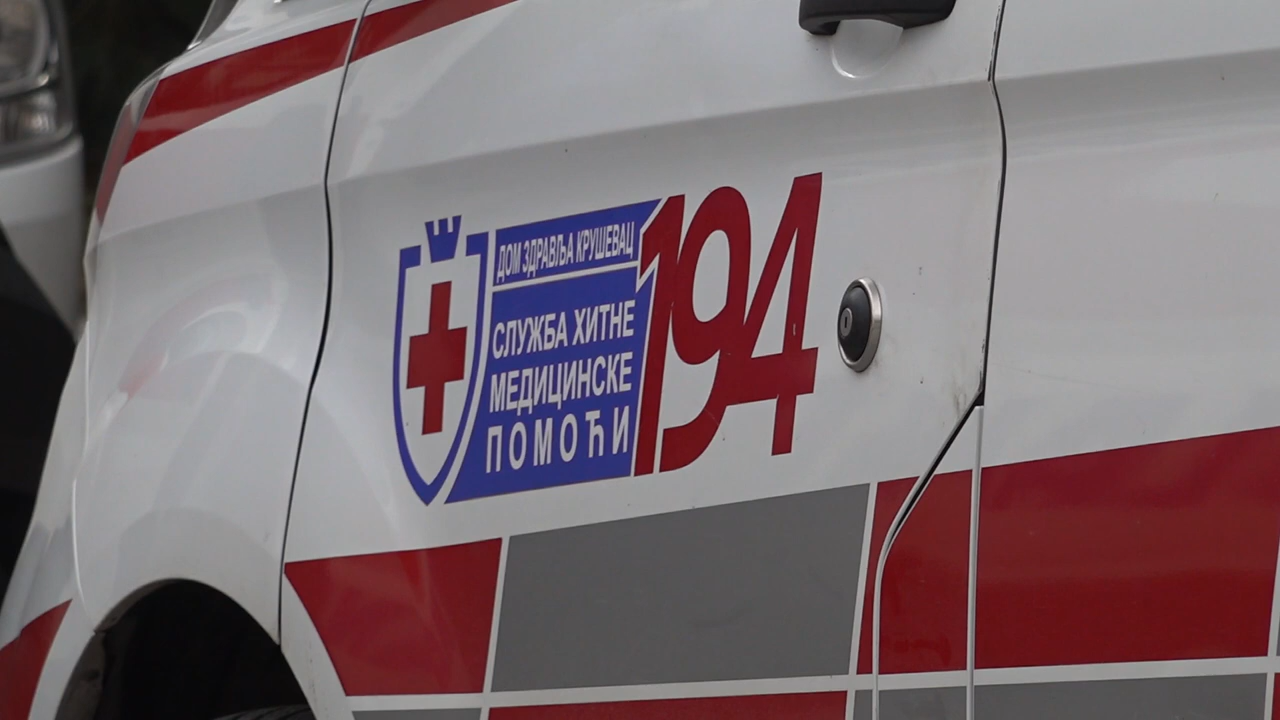 ДОМ ЗДРАВЉА КРУШЕВАЦ
СЛУЖБА ХИТНЕ
МЕДИЦИНСКЕ
ПОМОЋИ
194